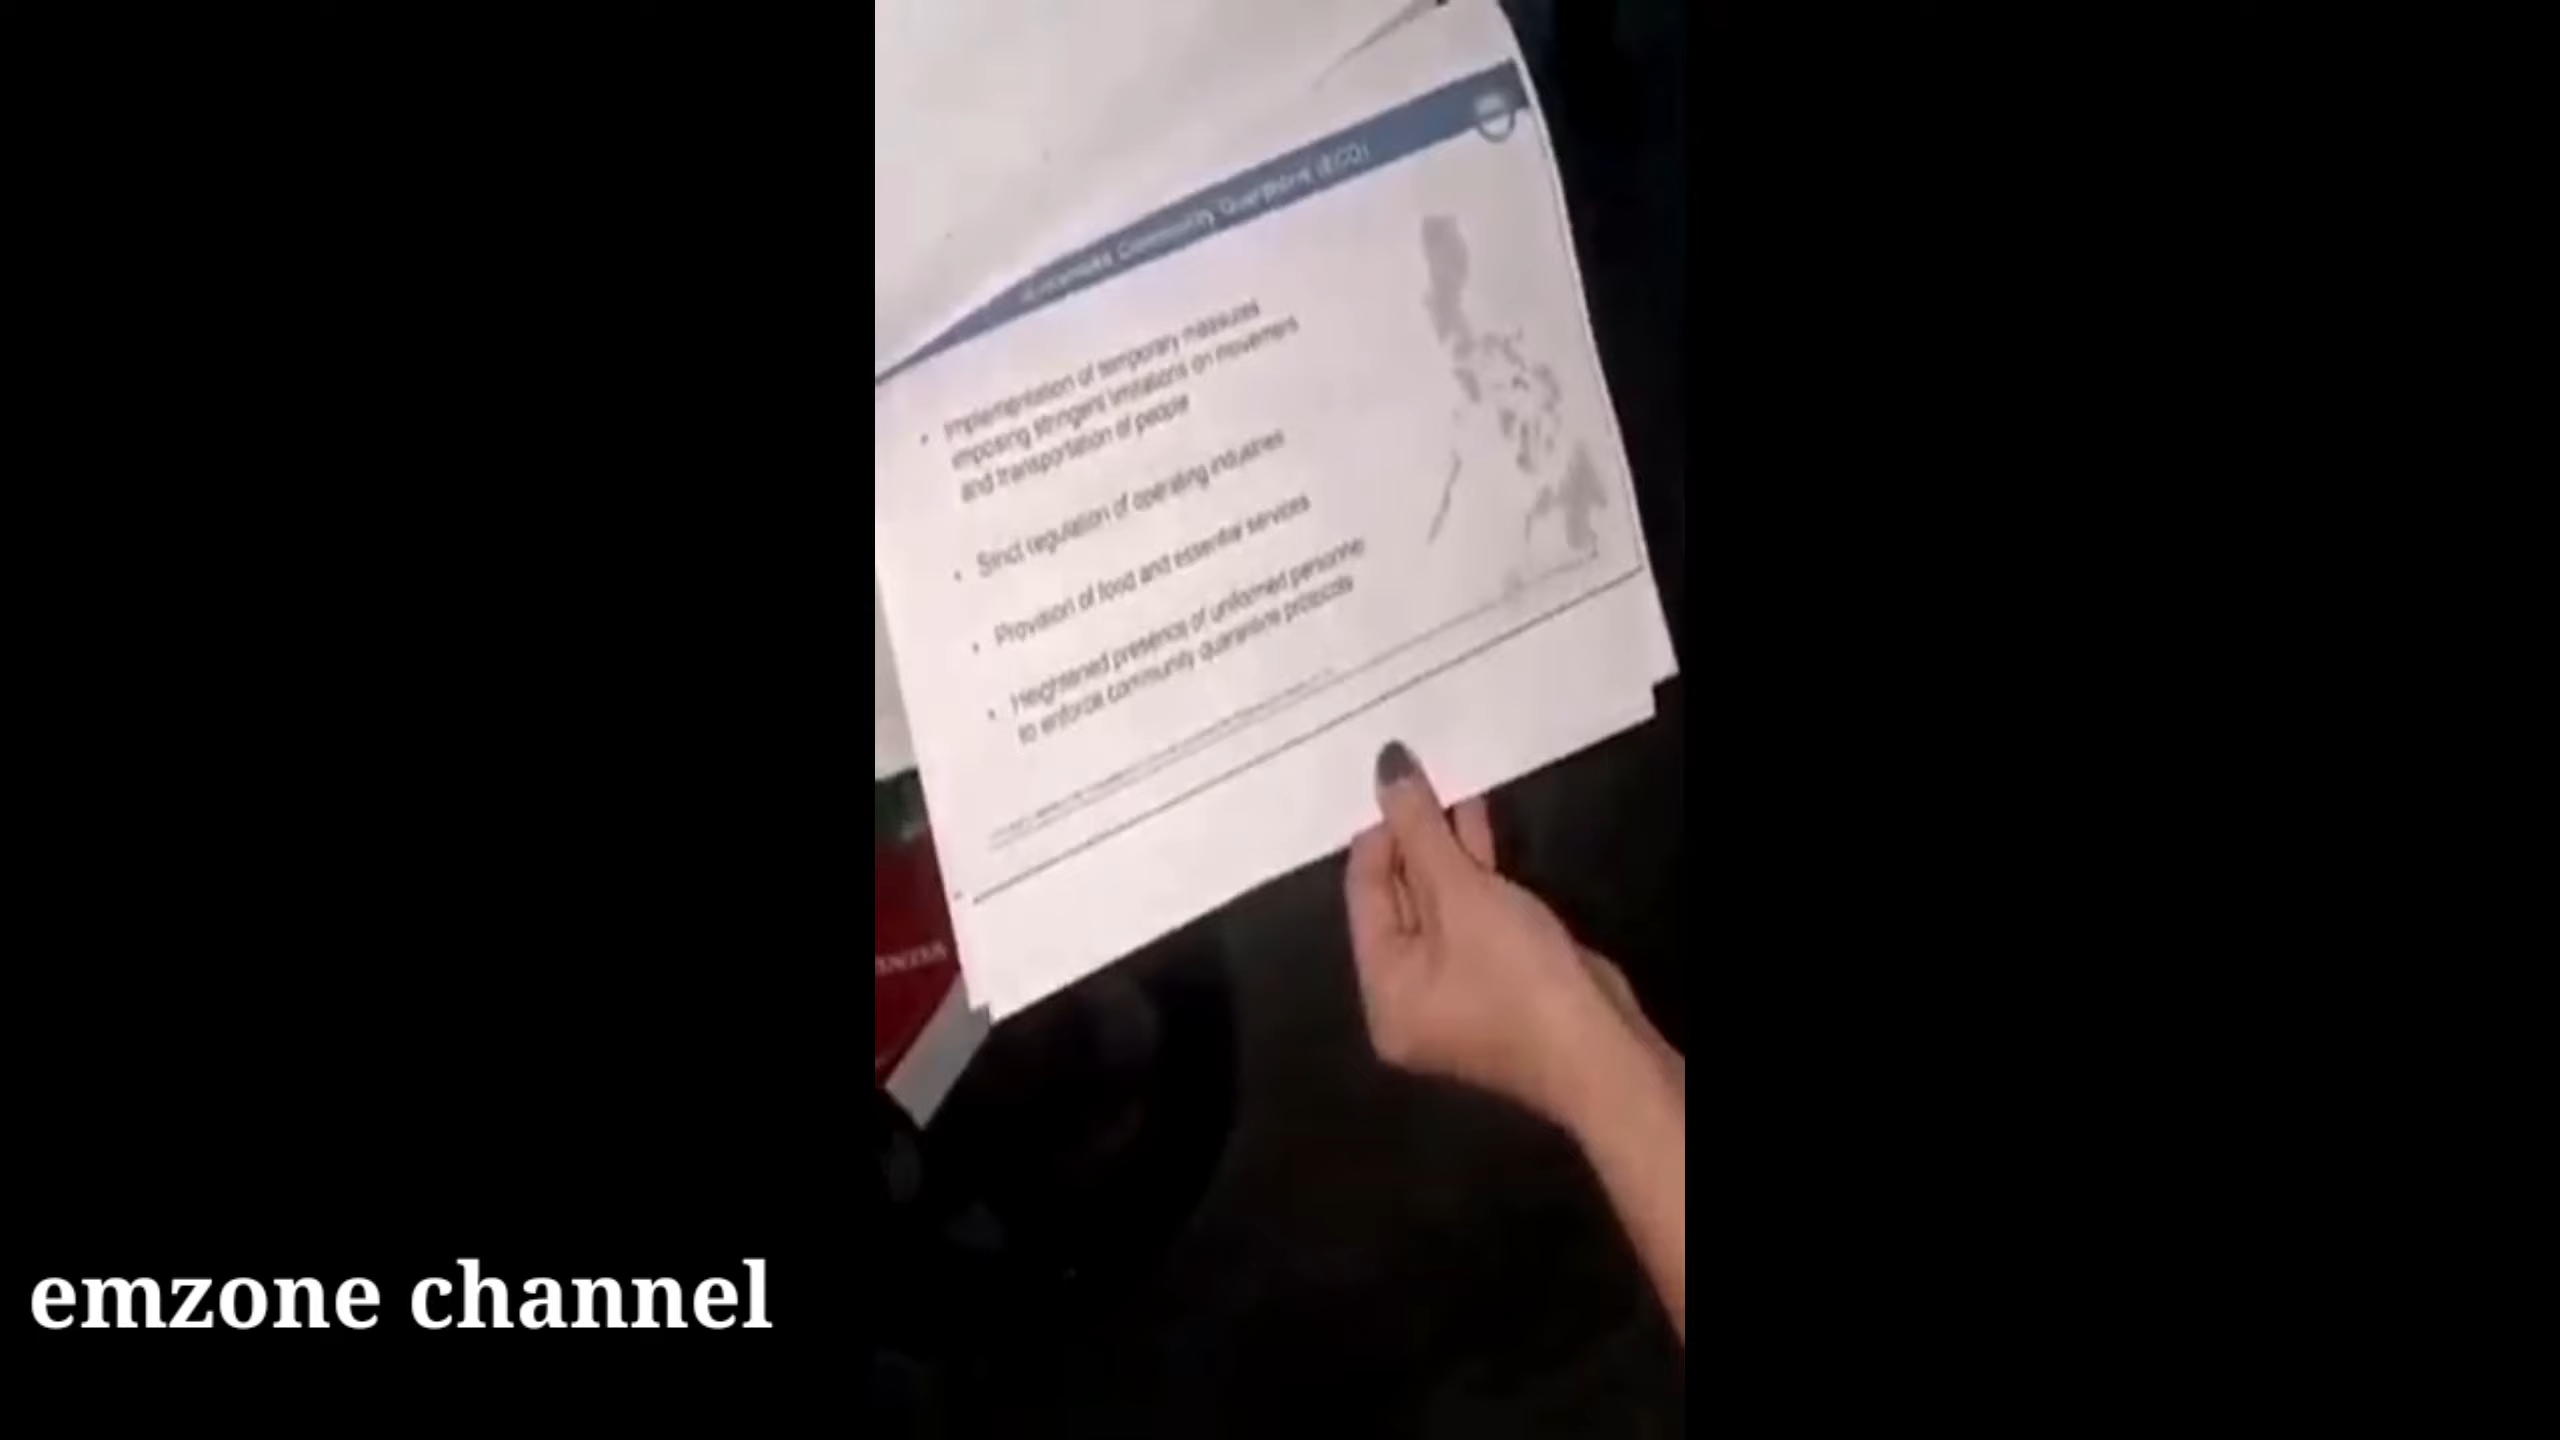 Enhanced Community Quarantine (ECQ)
• Implementation of temporary measures
imposing stringent limitations on movement
and transportation of people
• Strict regulation of operating industries
• Provision of food and essential services
• Heightened presence of uniformed personnel
to enforce community quarantine protocols
emzone channel